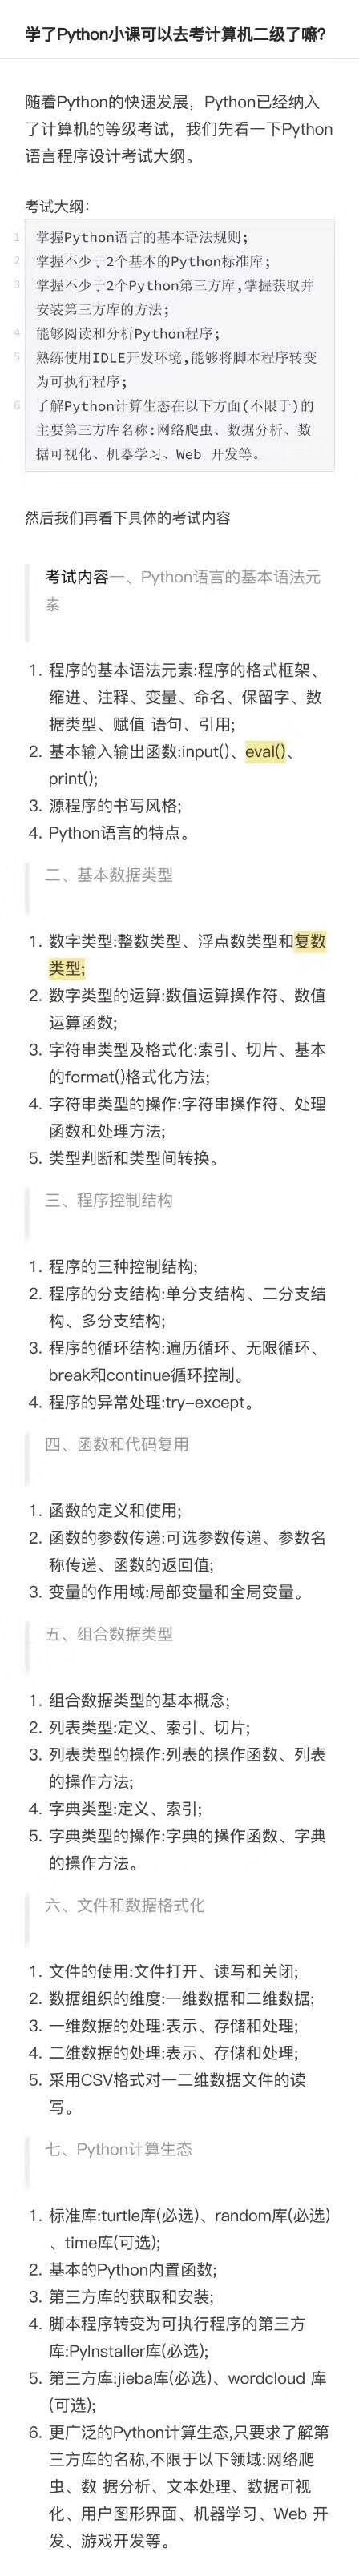 学了Python小课可以去考计算机二级了嘛?
随着Python的快速发展，Python已经纳入
了计算机的等级考试，我们先看一下Python
语言程序设计考试大纲。
考试大纲：
1 掌握Python语言的基本语法规则;
2 掌握不少于2个基本的Python标准库;
3 掌握不少于2个Python第三方库,掌握获取并
安装第三方库的方法;
4 能够阅读和分析Python程序;
5 熟练使用IDLE开发环境,能够将脚本程序转变
为可执行程序;
6 了解Python计算生态在以下方面(不限于)的
主要第三方库名称:网络爬虫、数据分析、数
据可视化、机器学习、Web 开发等。
然后我们再看下具体的考试内容
考试内容一、Python语言的基本语法元
素
1. 程序的基本语法元素:程序的格式框架、
缩进、注释、变量、命名、保留字、数
据类型、赋值 语句、引用;
2. 基本输入输出函数:input()、eval()、
print();
3. 源程序的书写风格;
4. Python语言的特点。
二、基本数据类型
1. 数字类型:整数类型、浮点数类型和复数
类型;
2. 数字类型的运算:数值运算操作符、数值
运算函数;
3. 字符串类型及格式化:索引、切片、基本
的format()格式化方法;
4. 字符串类型的操作:字符串操作符、处理
函数和处理方法;
5. 类型判断和类型间转换。
三、程序控制结构
1. 程序的三种控制结构;
2. 程序的分支结构:单分支结构、二分支结
构、多分支结构;
3. 程序的循环结构:遍历循环、无限循环、
break和continue循环控制。
4. 程序的异常处理:try-except。
四、函数和代码复用
1. 函数的定义和使用;
2. 函数的参数传递:可选参数传递、参数名
称传递、函数的返回值;
3. 变量的作用域:局部变量和全局变量。
五、组合数据类型
1. 组合数据类型的基本概念;
2. 列表类型:定义、索引、切片;
3. 列表类型的操作:列表的操作函数、列表
的操作方法;
4. 字典类型:定义、索引;
5. 字典类型的操作:字典的操作函数、字典
的操作方法。
六、文件和数据格式化
1. 文件的使用:文件打开、读写和关闭;
2. 数据组织的维度:一维数据和二维数据;
3. 一维数据的处理:表示、存储和处理;
4. 二维数据的处理:表示、存储和处理;
5. 采用CSV格式对一二维数据文件的读
写。
七、Python计算生态
1. 标准库:turtle库(必选)、random库(必选)
、time库(可选);
2. 基本的Python内置函数;
3. 第三方库的获取和安装;
4. 脚本程序转变为可执行程序的第三方
库:PyInstaller库(必选);
5. 第三方库:jieba库(必选)、wordcloud 库
(可选);
6. 更广泛的Python计算生态,只要求了解第
三方库的名称,不限于以下领域:网络爬
虫、数 据分析、文本处理、数据可视
化、用户图形界面、机器学习、Web 开
发、游戏开发等。